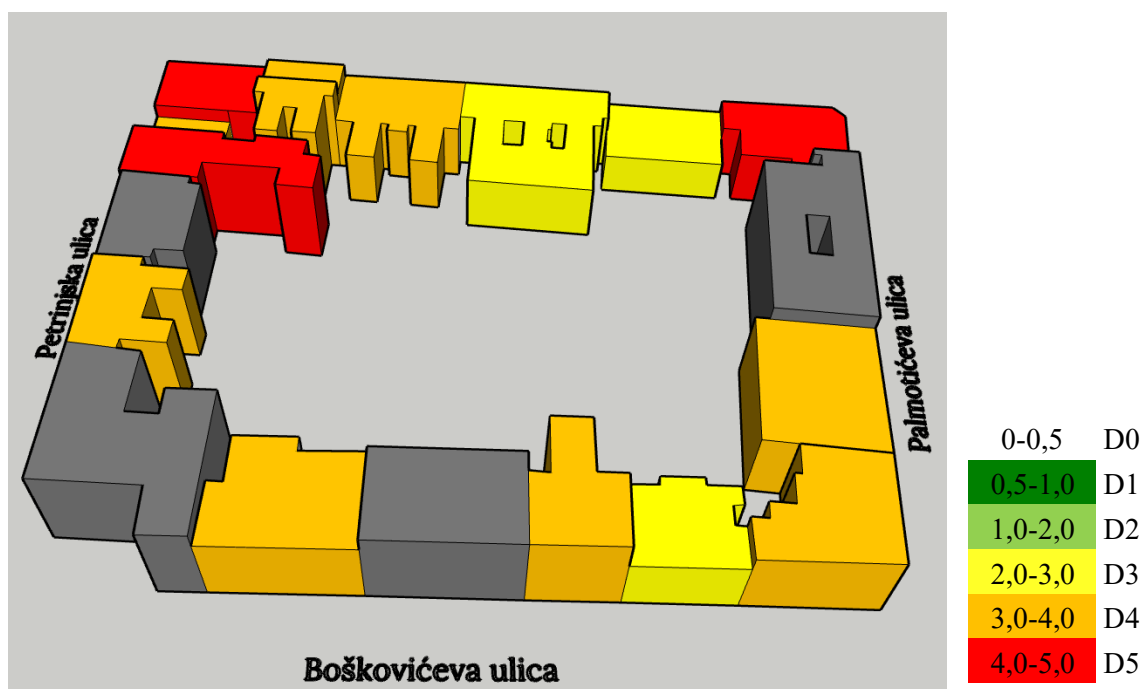 Petrinjska ulica
Palmotićeva ulica
Boškovićeva ulica
0-0,5 D0
0,5-1,0 D1
1,0-2,0 D2
2,0-3,0 D3
3,0-4,0 D4
4,0-5,0 D5